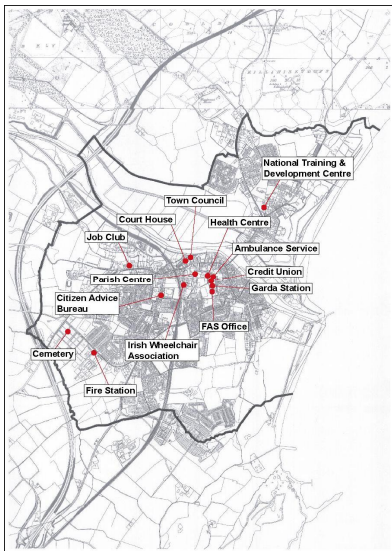 National Training &
Development Centre
Town Council
Court House
Health Centre
Job Club
Ambulance Service
Parish Centre
Credit Union
Citizen Advice
Bureau
Garda Station
FAS Office
Irish Wheelchair
Association
Cemetery
Fire Station